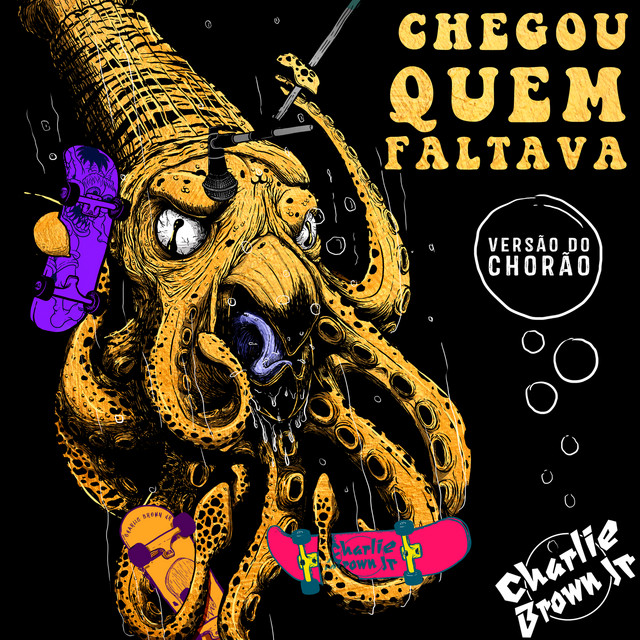 CHEGOU
QUEM
FALTAVA
VERSÃO DO
CHORÃO
CHARLIE BROWN JR
Charlie
Brown Jr
Charlie
Brown Jr